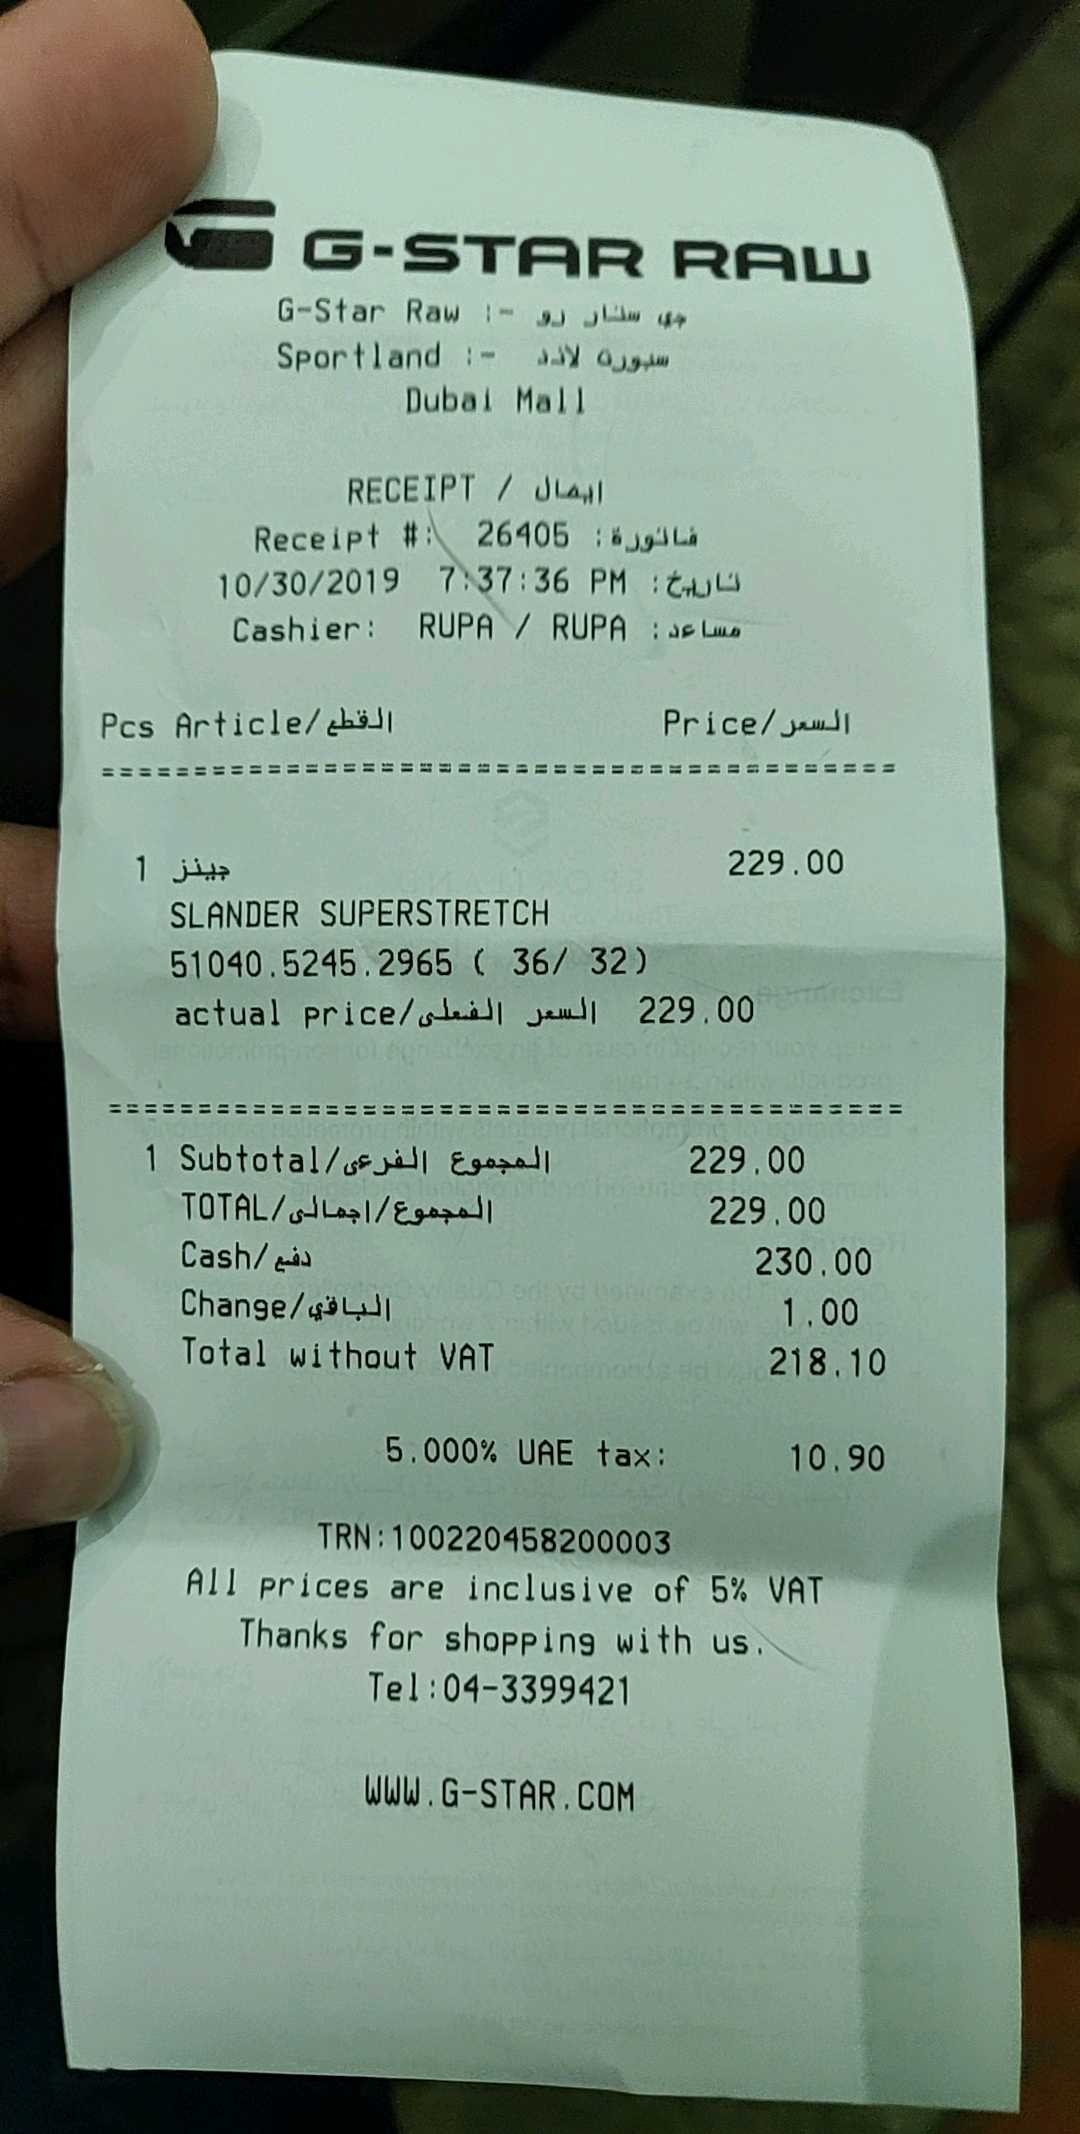 G-STAR RAW
G-Star Raw :- جي ستار رو
Sportland :- سبورت لاند
Dubai Mall
RECEIPT / ايصال
Receipt #: 26405 :فاتورة
10/30/2019 7:37:36 PM :تاريخ
Cashier: RUPA / RUPA :مساعد
Pcs Article/القطع Price/السعر
============================================
1 جينز 229.00
SLANDER SUPERSTRETCH
51040.5245.2965 ( 36/ 32)
actual price/السعر الفعلى 229.00
============================================
1 Subtotal/المجموع الفرعى 229.00
TOTAL/المجموع/اجمالى 229.00
Cash/دفع 230.00
Change/الباقي 1.00
Total without VAT 218.10
5.000% UAE tax: 10.90
TRN:100220458200003
All prices are inclusive of 5% VAT
Thanks for shopping with us.
Tel:04-3399421
WWW.G-STAR.COM